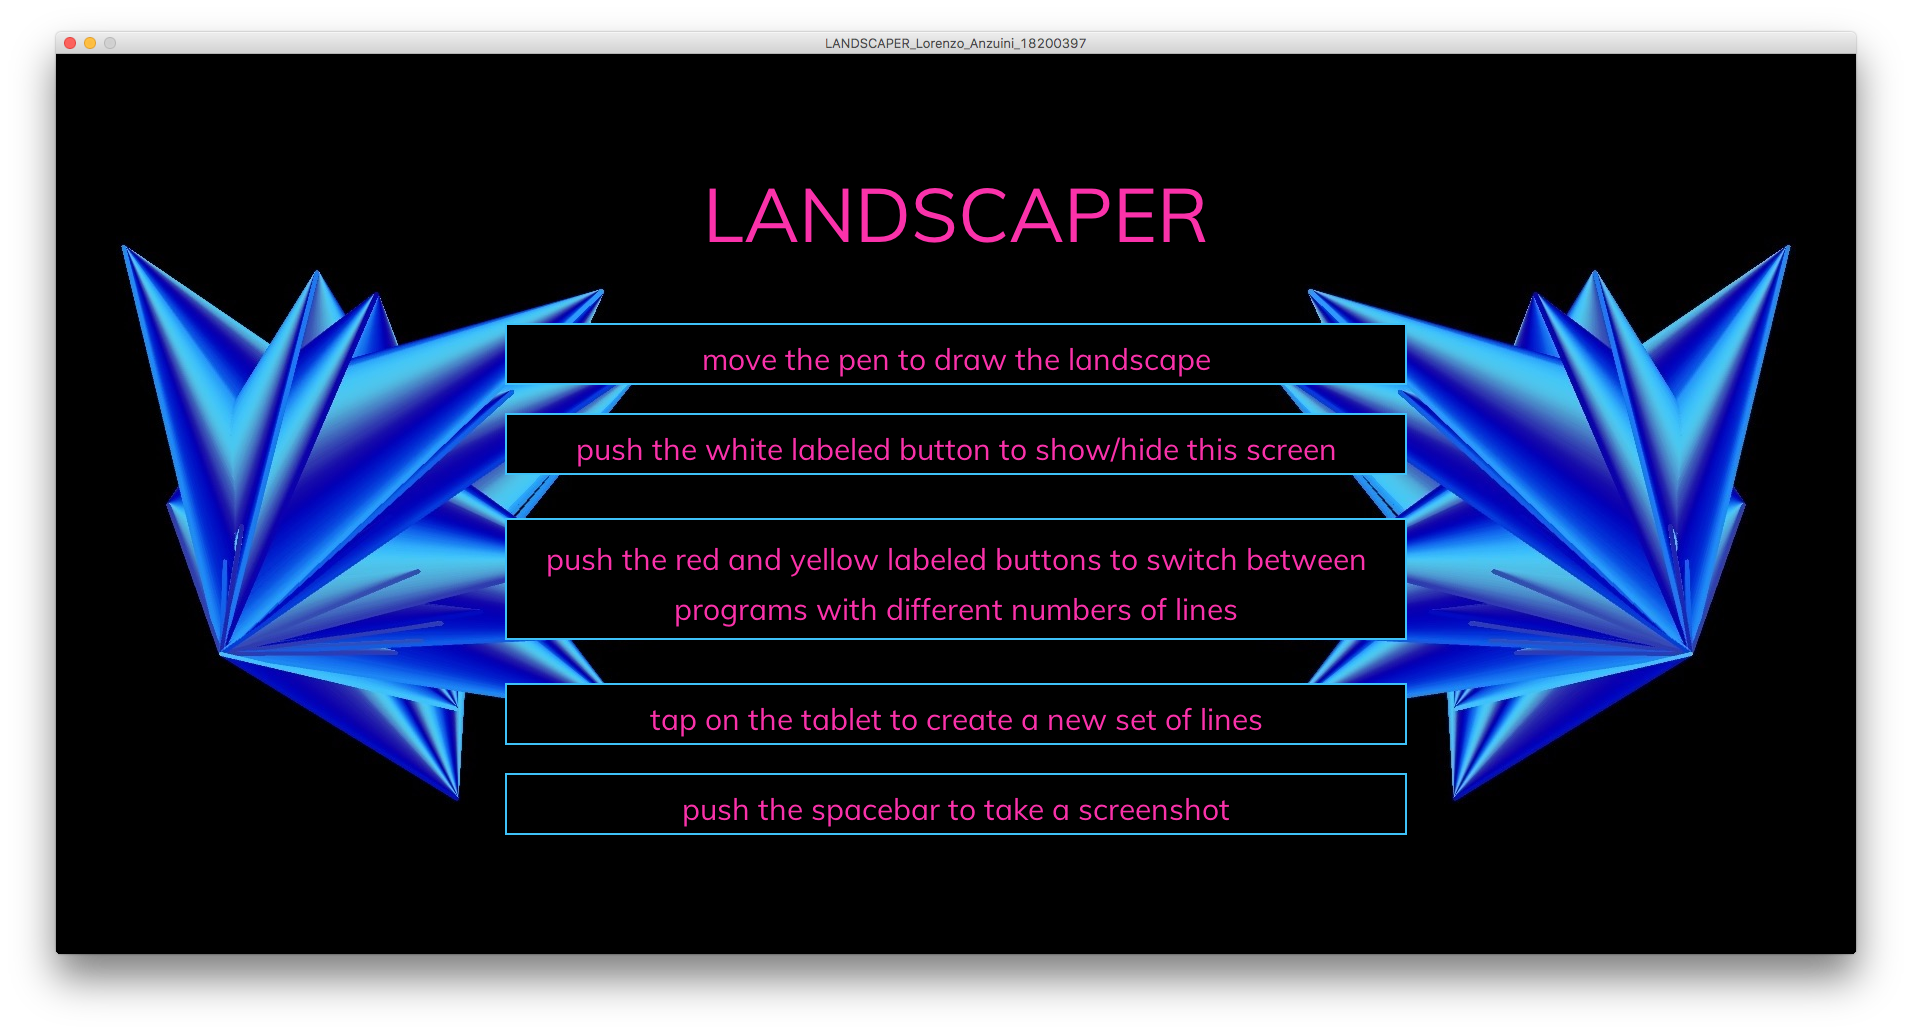 LANDSCAPER_Lorenzo_Anzuini_18200397
LANDSCAPER
move the pen to draw the landscape
push the white labeled button to show/hide this screen
push the red and yellow labeled buttons to switch between
programs with different numbers of lines
tap on the tablet to create a new set of lines
push the spacebar to take a screenshot